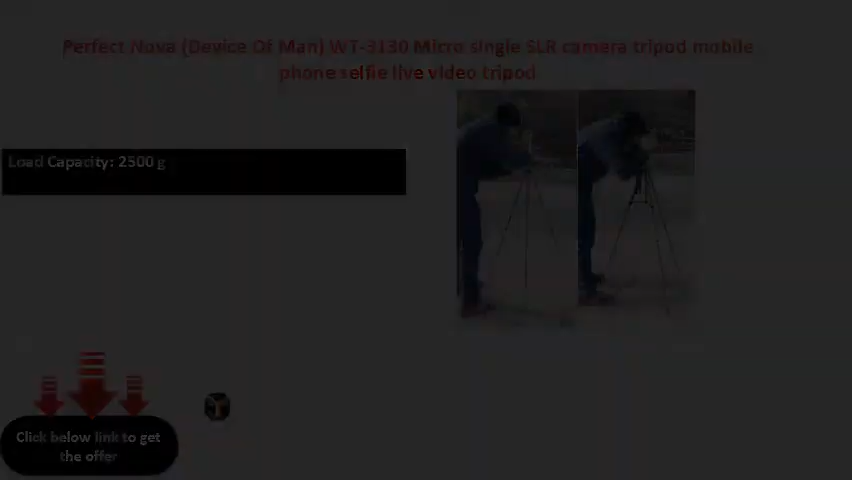 Perfect Nova (Device Of Man) WT-3130 Micro single SLR camera tripod mobile
phone selfie live video tripod
Load Capacity: 2500 g
Click below link to get
the offer